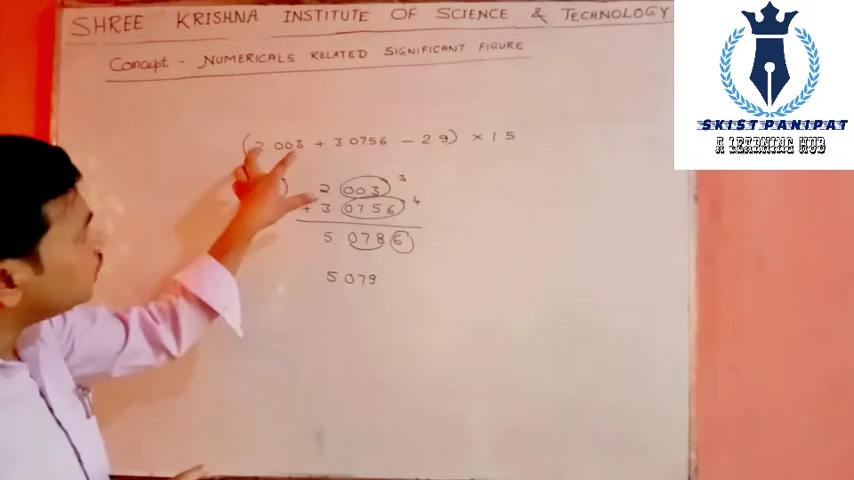 SHREE KRISHNA INSTITUTE OF SCIENCE & TECHNOLOGY
Concept - NUMERICALS RELATED SIGNIFICANT FIGURE
(2 003 + 3 0756 - 2 9) × 1 5
2 003 3
+ 3 0756 4
5 0786
5 079
SKIST PANIPAT
A LEARNING HUB